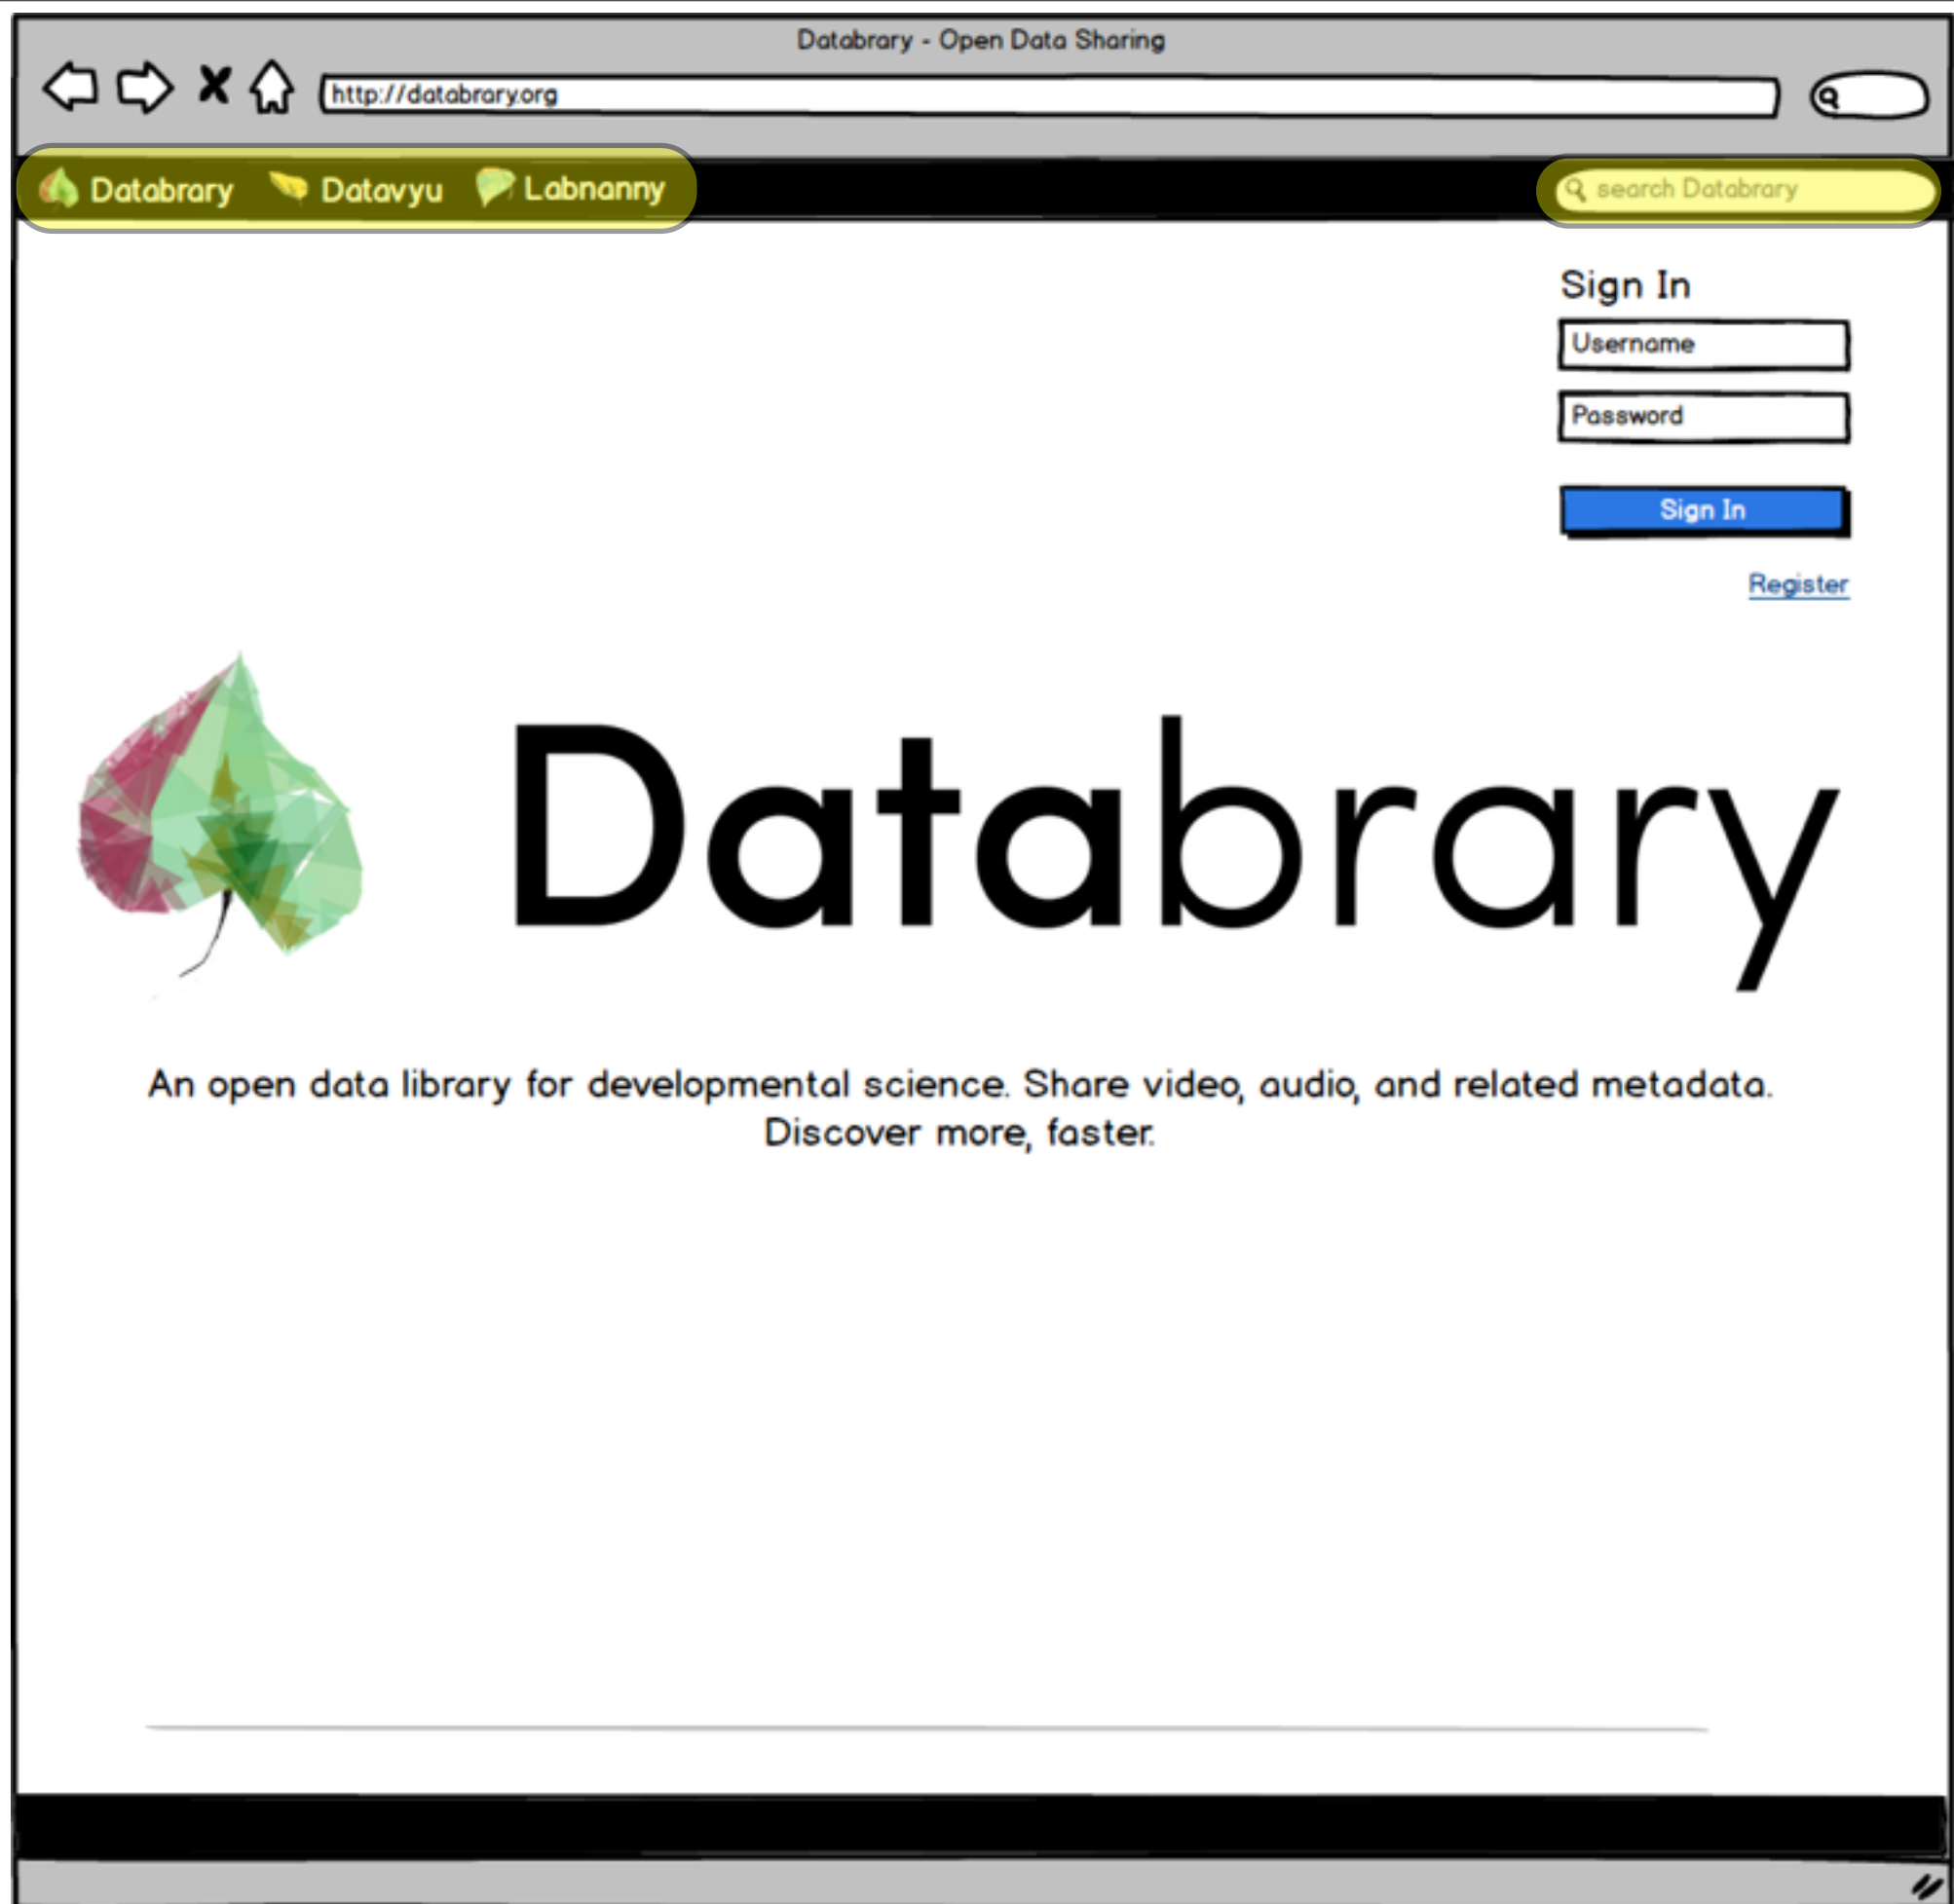 Databrary - Open Data Sharing
http://databrary.org
Databrary Datavyu Labnanny
search Databrary
Sign In
Username
Password
Sign In
Register
Databrary
An open data library for developmental science. Share video, audio, and related metadata.
Discover more, faster.